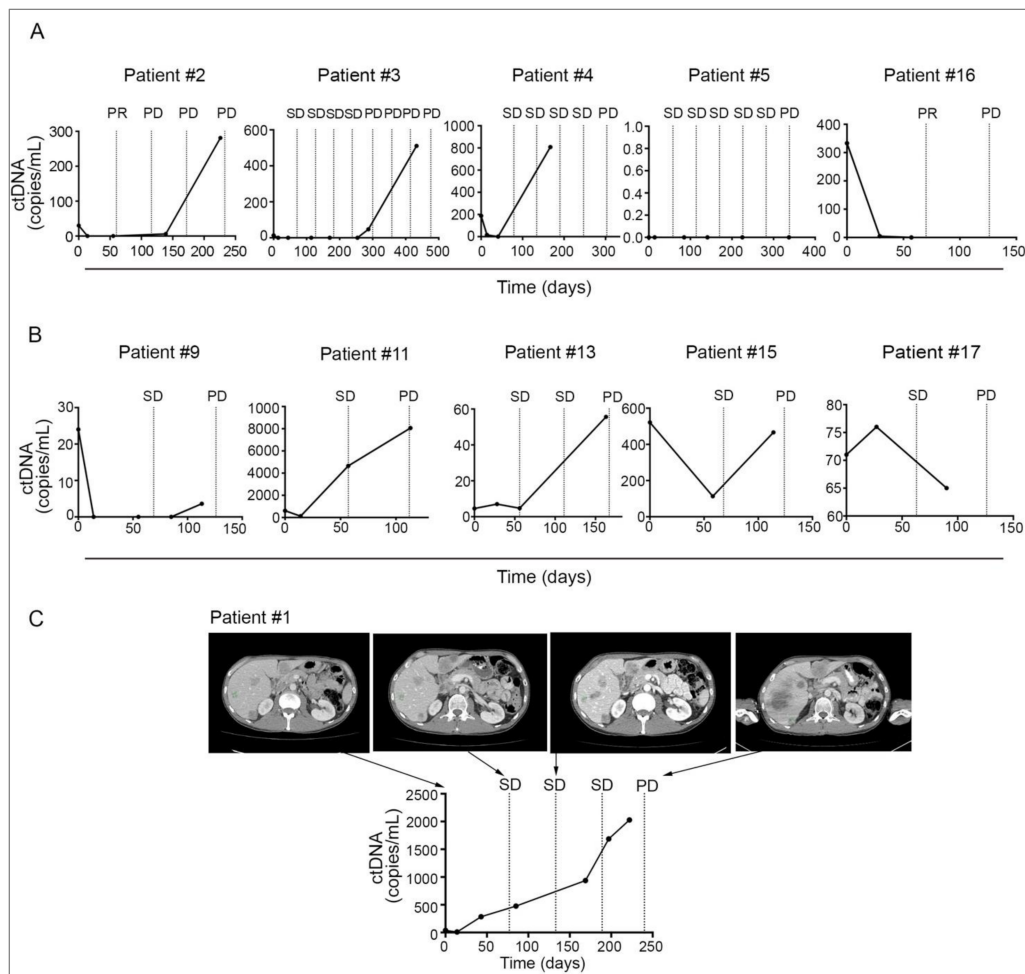 A
Patient #2 Patient #3 Patient #4 Patient #5 Patient #16
PR PD PD PD SD SD SD SD PD PD PD PD SD SD SD SD PD SD SD SD SD SD PD PR PD
ctDNA
(copies/mL)
300 200 100 0
0 50 100 150 200 250
600 400 200 0
0 100 200 300 400 500
1000 800 600 400 200 0
0 100 200 300
1.0 0.8 0.6 0.4 0.2 0.0
0 100 200 300 400
400 300 200 100 0
0 50 100 150
Time (days)
B
Patient #9 Patient #11 Patient #13 Patient #15 Patient #17
SD PD SD PD SD SD PD SD PD SD PD
ctDNA
(copies/mL)
30 20 10 0
0 50 100 150
10000 8000 6000 4000 2000 0
0 50 100
60 40 20 0
0 50 100 150
600 400 200 0
0 50 100 150
80 75 70 65 60
0 50 100 150
Time (days)
C
Patient #1
SD SD SD PD
ctDNA
(copies/mL)
2500
2000
1500
1000
500
0
0 50 100 150 200 250
Time (days)